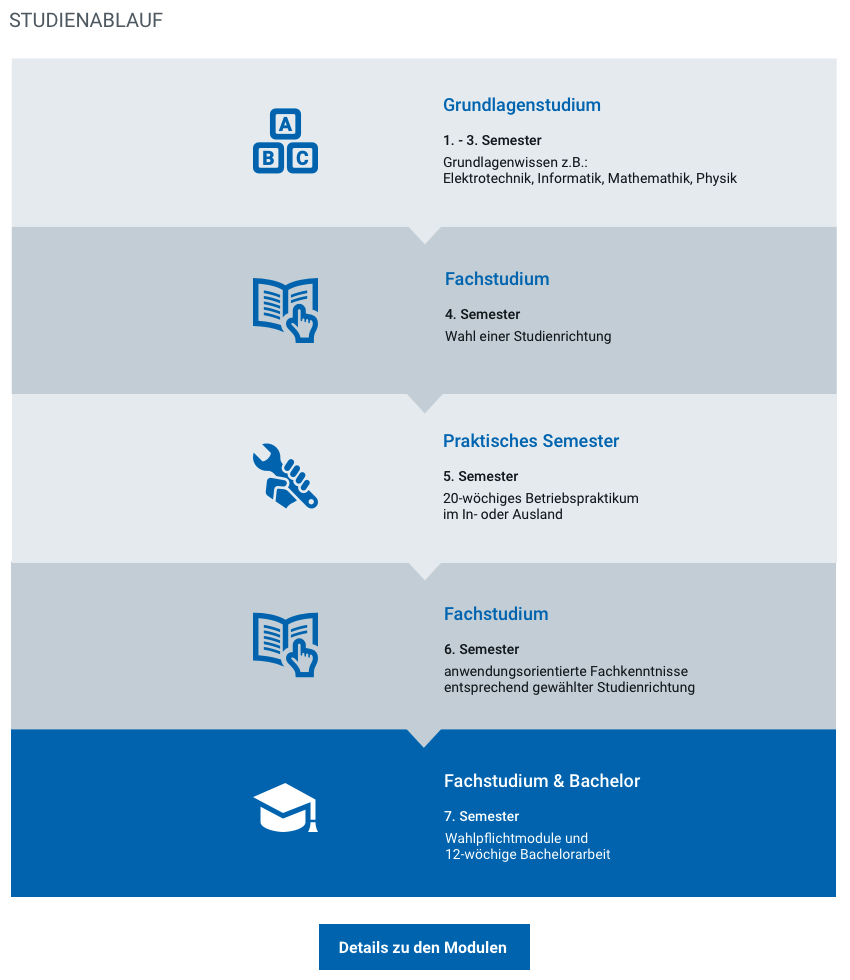 STUDIENABLAUF
A
B C
Grundlagenstudium
1. - 3. Semester
Grundlagenwissen z.B.:
Elektrotechnik, Informatik, Mathemathik, Physik
Fachstudium
4. Semester
Wahl einer Studienrichtung
Praktisches Semester
5. Semester
20-wöchiges Betriebspraktikum
im In- oder Ausland
Fachstudium
6. Semester
anwendungsorientierte Fachkenntnisse
entsprechend gewählter Studienrichtung
Fachstudium & Bachelor
7. Semester
Wahlpflichtmodule und
12-wöchige Bachelorarbeit
Details zu den Modulen